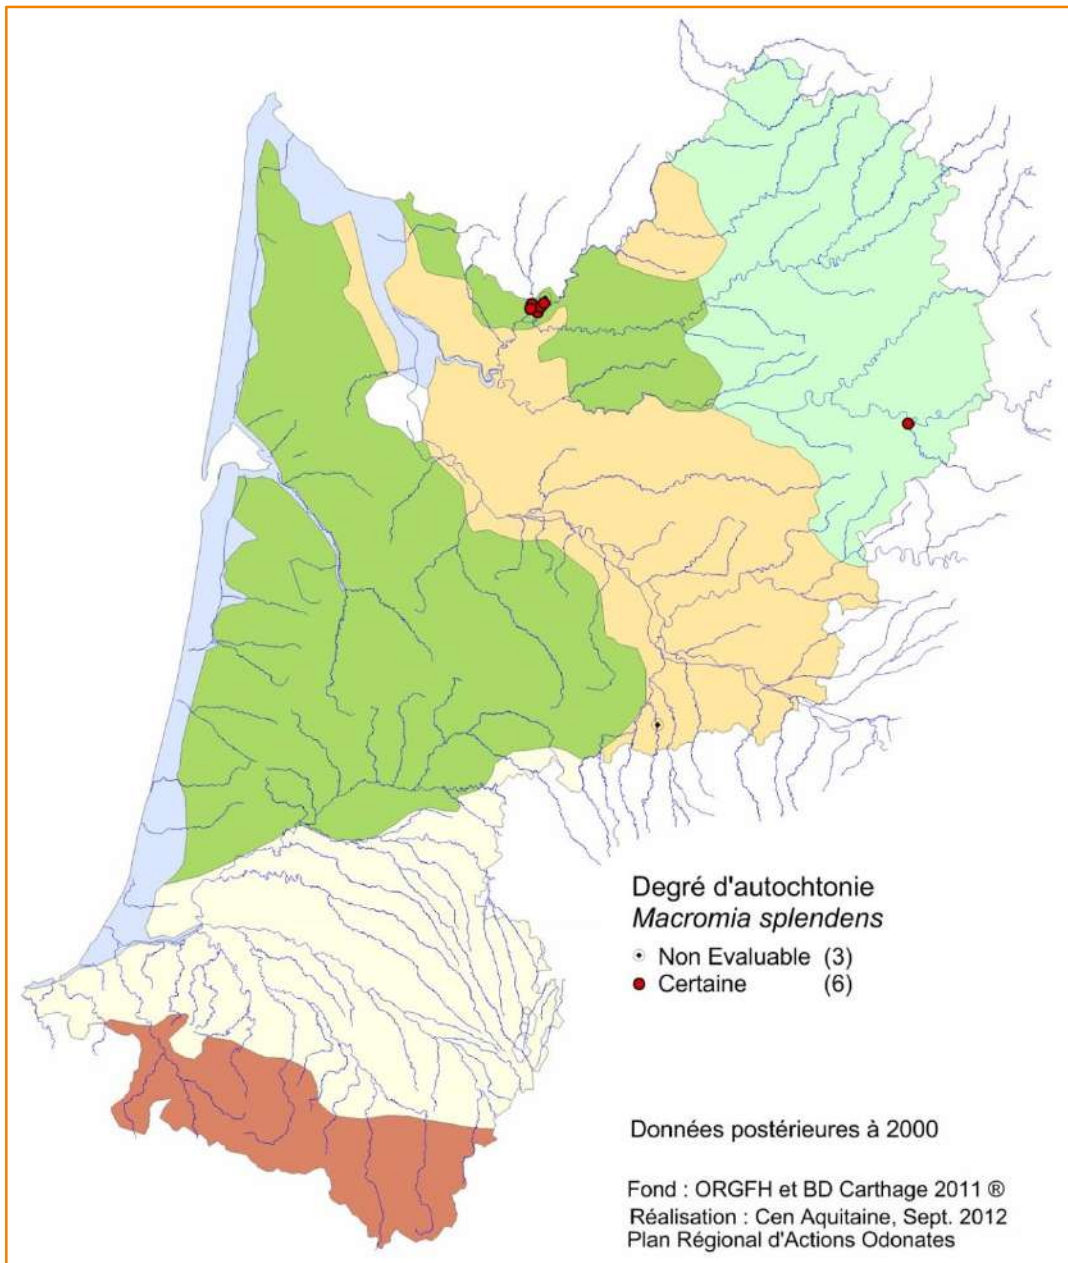 Degré d'autochtonie
Macromia splendens
Non Evaluable (3)
Certaine (6)
Données postérieures à 2000
Fond : ORGFH et BD Carthage 2011 ®
Réalisation : Cen Aquitaine, Sept. 2012
Plan Régional d'Actions Odonates